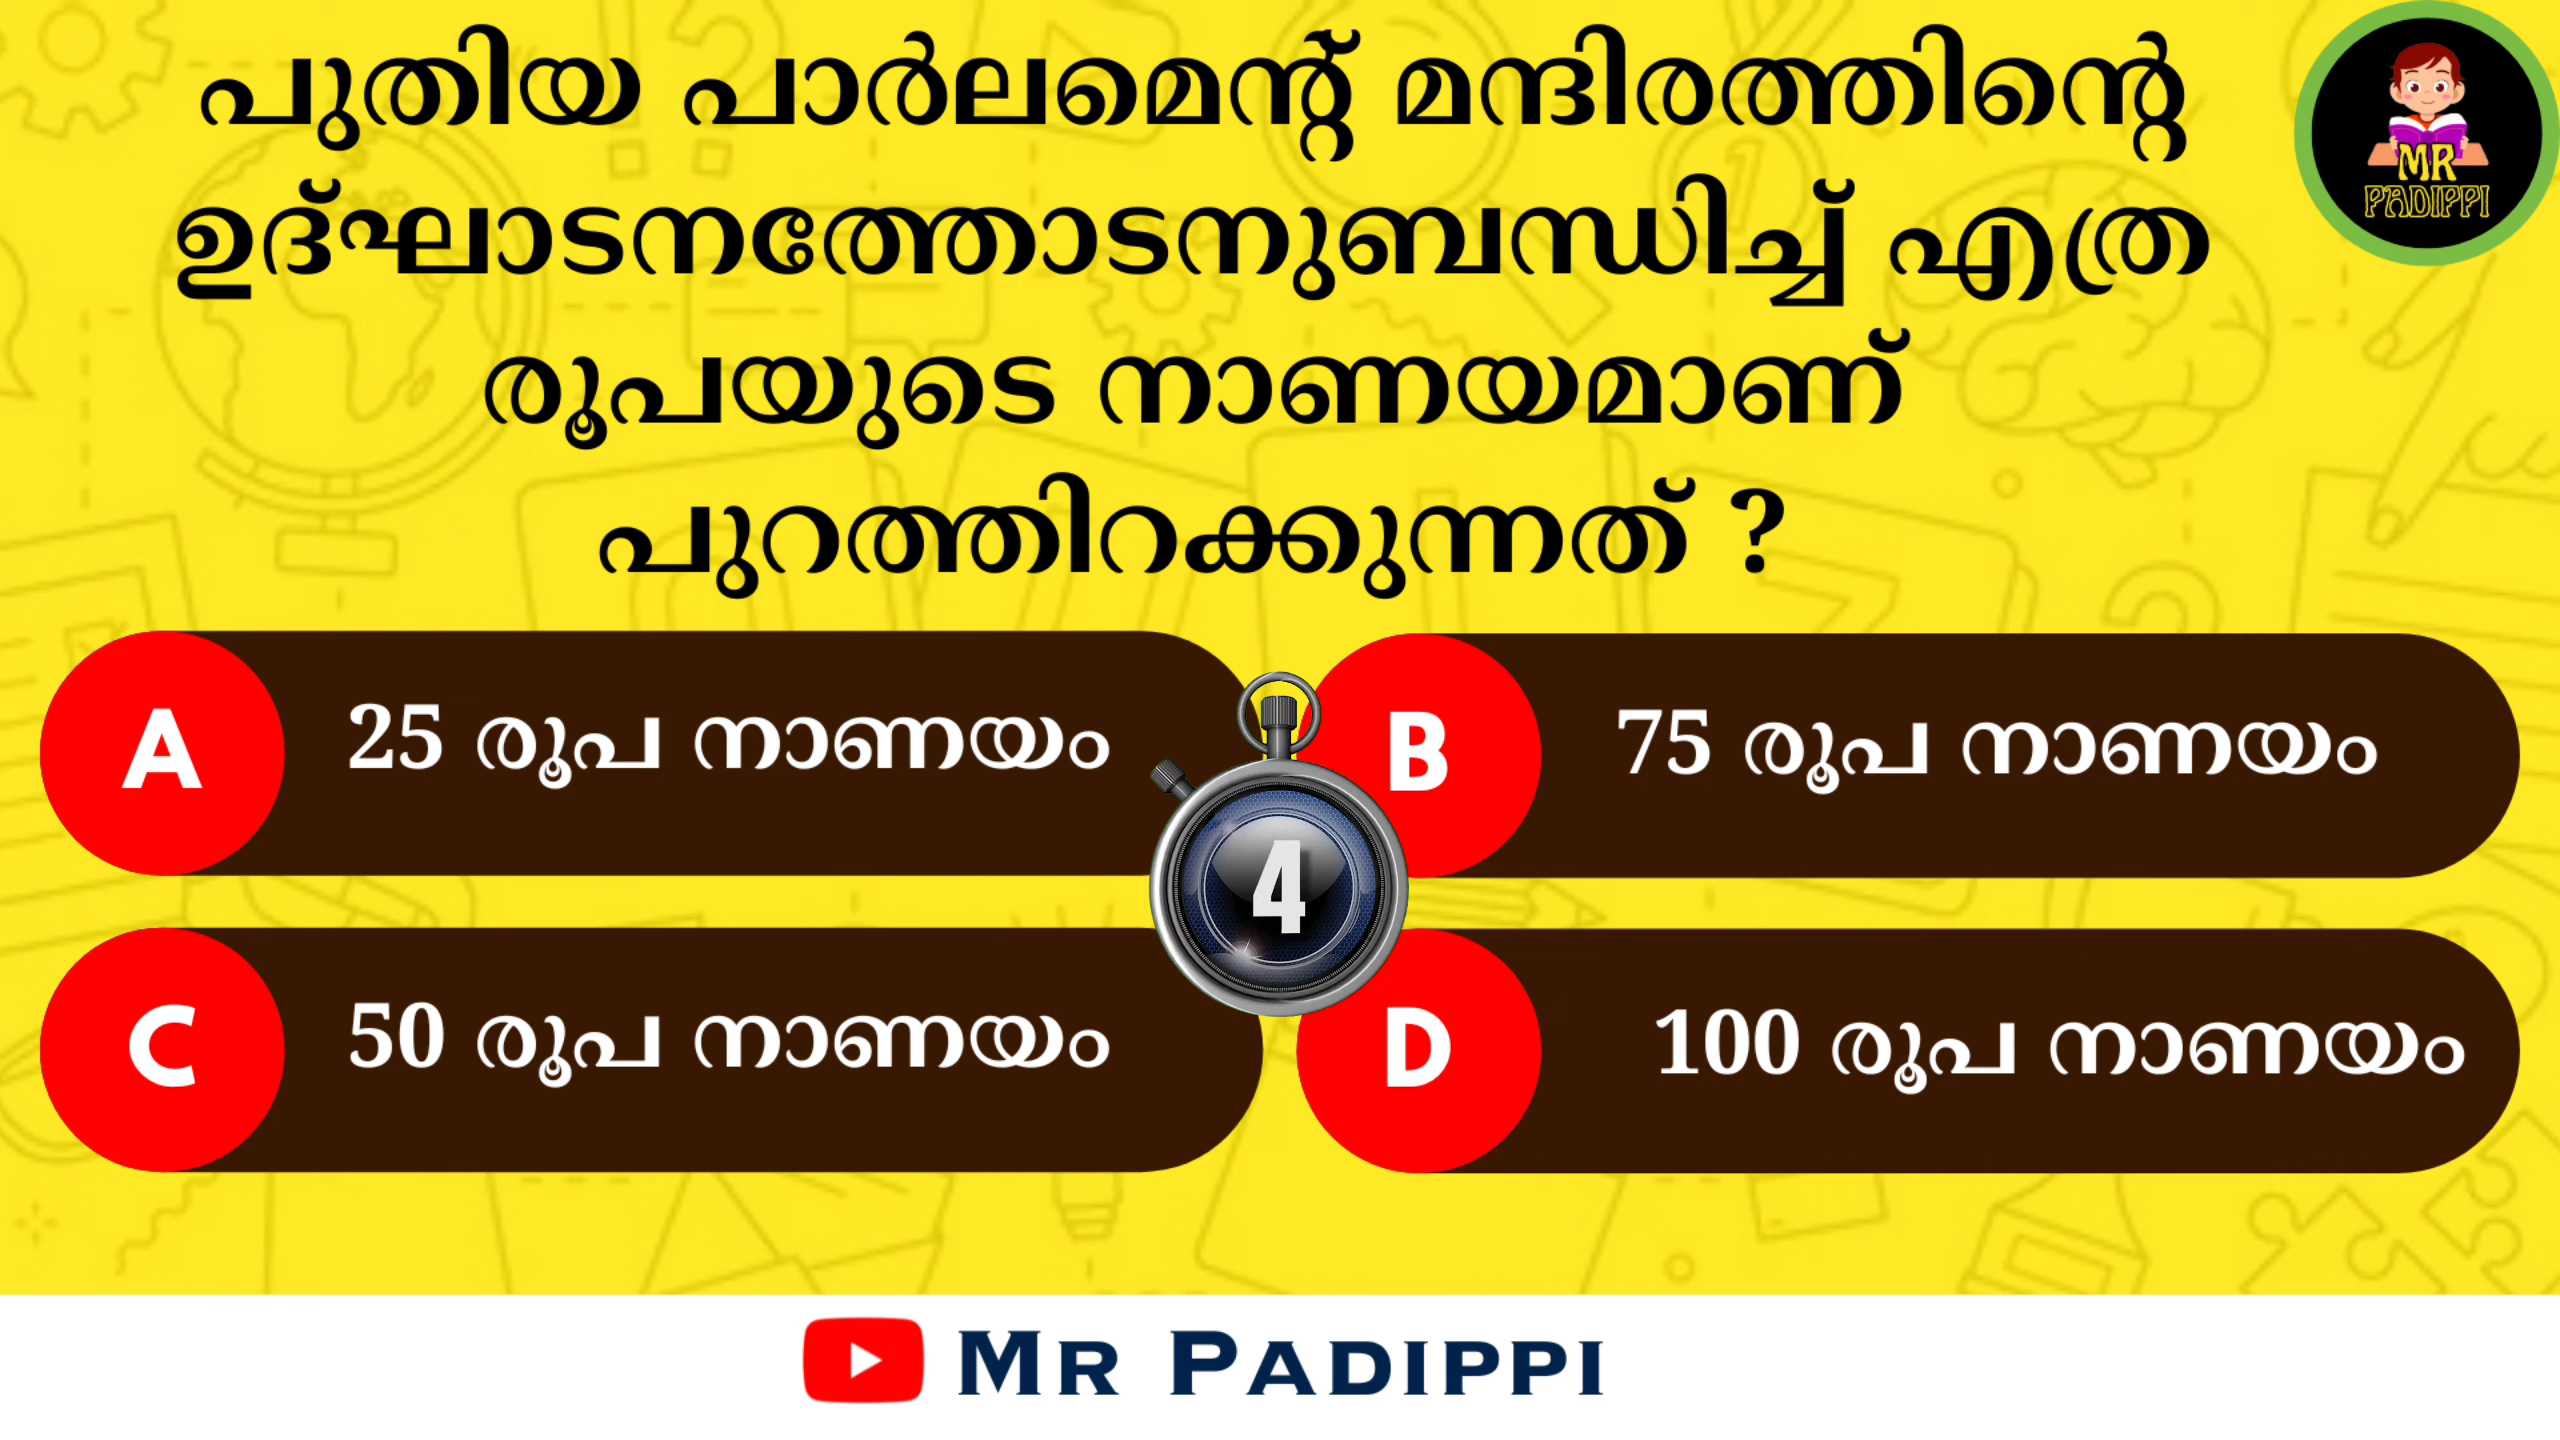 പുതിയ പാർലമെന്റ് മന്ദിരത്തിന്റെ
ഉദ്ഘാടനത്തോടനുബന്ധിച്ച് എത്ര
രൂപയുടെ നാണയമാണ്
പുറത്തിറക്കുന്നത് ?
MR
PADIPPI
A 25 രൂപ നാണയം
B 75 രൂപ നാണയം
4
C 50 രൂപ നാണയം
D 100 രൂപ നാണയം
MR PADIPPI